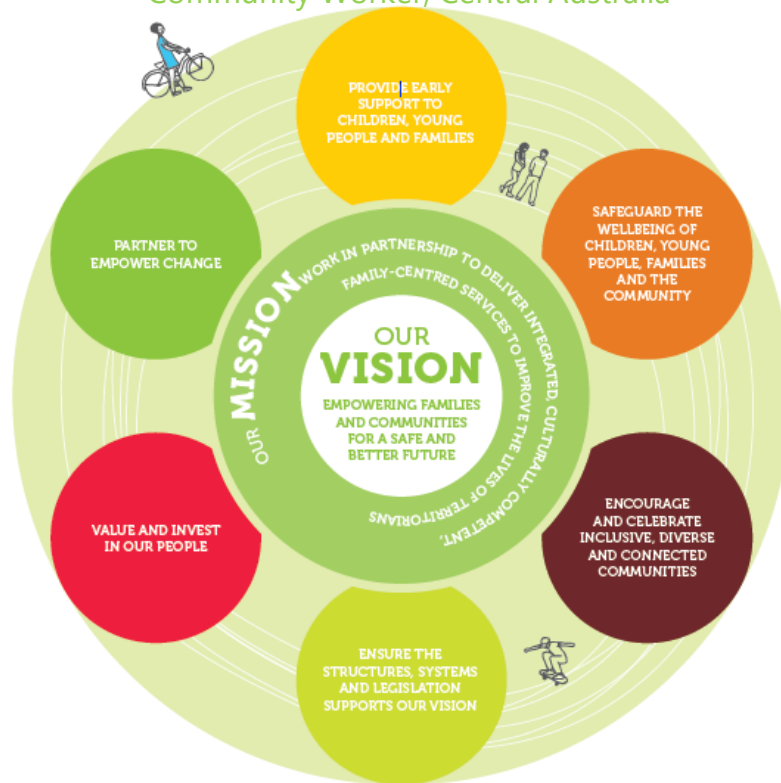 Community Worker, Central Australia
PROVIDE EARLY
SUPPORT TO
CHILDREN, YOUNG
PEOPLE AND FAMILIES
SAFEGUARD THE
WELLBEING OF
CHILDREN, YOUNG
PEOPLE, FAMILIES
AND THE
COMMUNITY
PARTNER TO
EMPOWER CHANGE
OUR MISSION WORK IN PARTNERSHIP TO DELIVER INTEGRATED, CULTURALLY COMPETENT,
FAMILY-CENTRED SERVICES TO IMPROVE THE LIVES OF TERRITORIANS
OUR
VISION
EMPOWERING FAMILIES
AND COMMUNITIES
FOR A SAFE AND
BETTER FUTURE
ENCOURAGE
AND CELEBRATE
INCLUSIVE, DIVERSE
AND CONNECTED
COMMUNITIES
VALUE AND INVEST
IN OUR PEOPLE
ENSURE THE
STRUCTURES, SYSTEMS
AND LEGISLATION
SUPPORTS OUR VISION